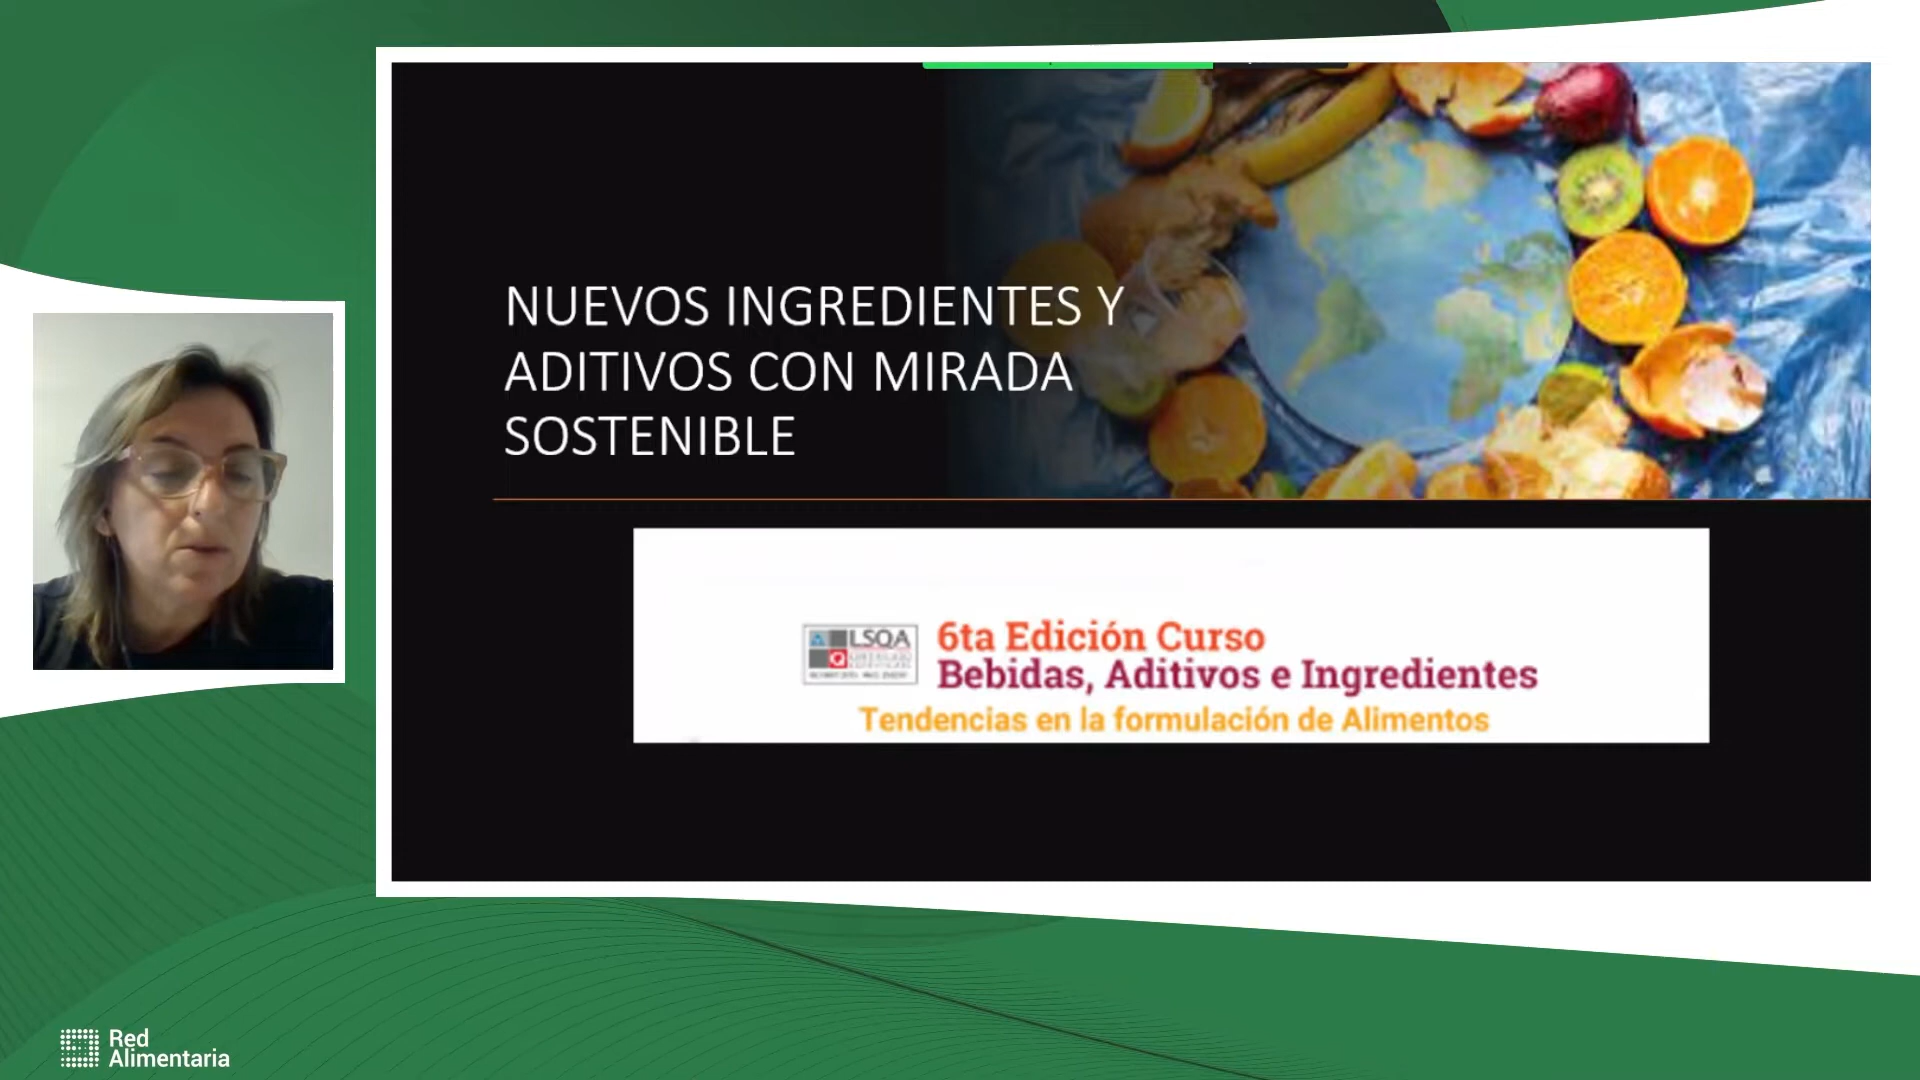 NUEVOS INGREDIENTES Y
ADITIVOS CON MIRADA
SOSTENIBLE
LSQA
6ta Edición Curso
Bebidas, Aditivos e Ingredientes
Tendencias en la formulación de Alimentos
Red
Alimentaria